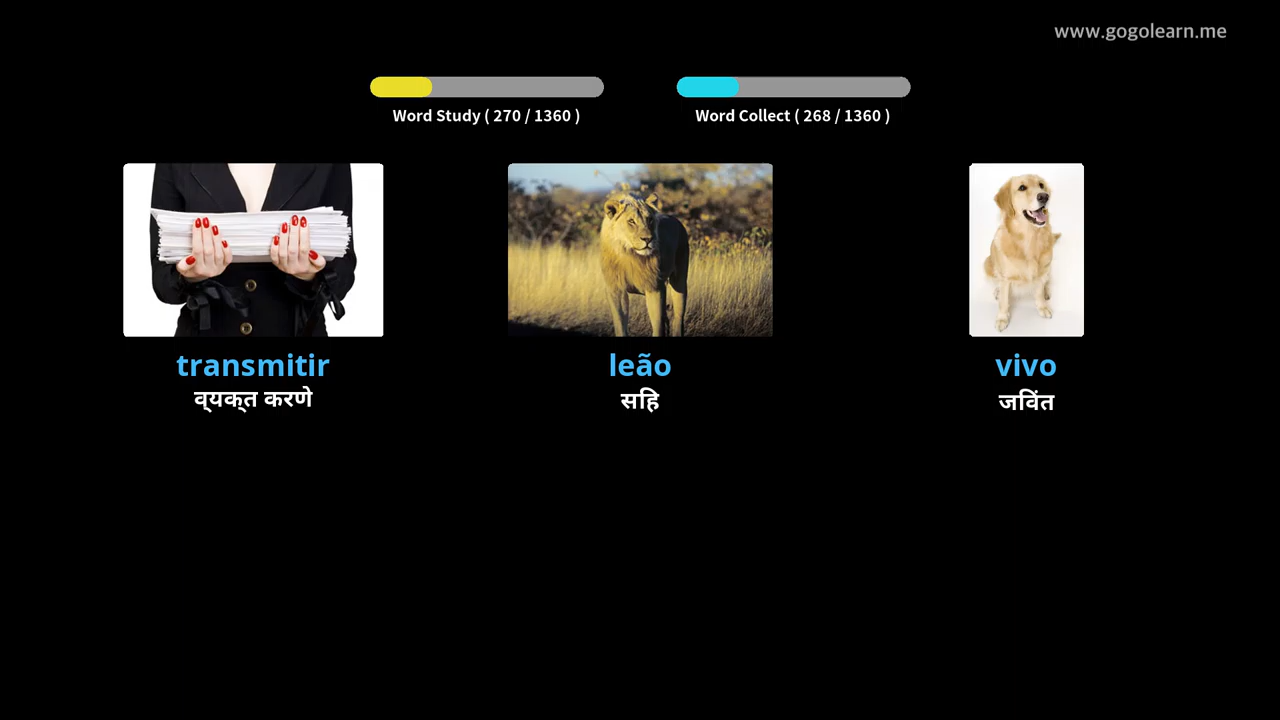 www.gogolearn.me
Word Study ( 270 / 1360 )
Word Collect ( 268 / 1360 )
transmitir
leão
vivo
व्यक्त करणे
सहि
जविंत